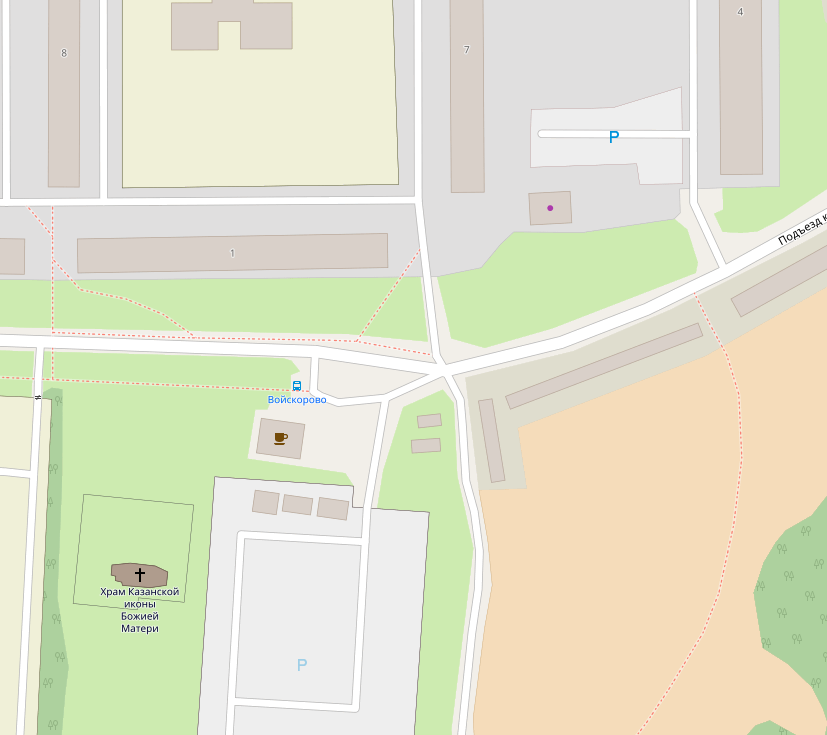 4
8
7
P
Подъезд к
1
Войскорово
Храм Казанской
иконы
Божией
Матери
P